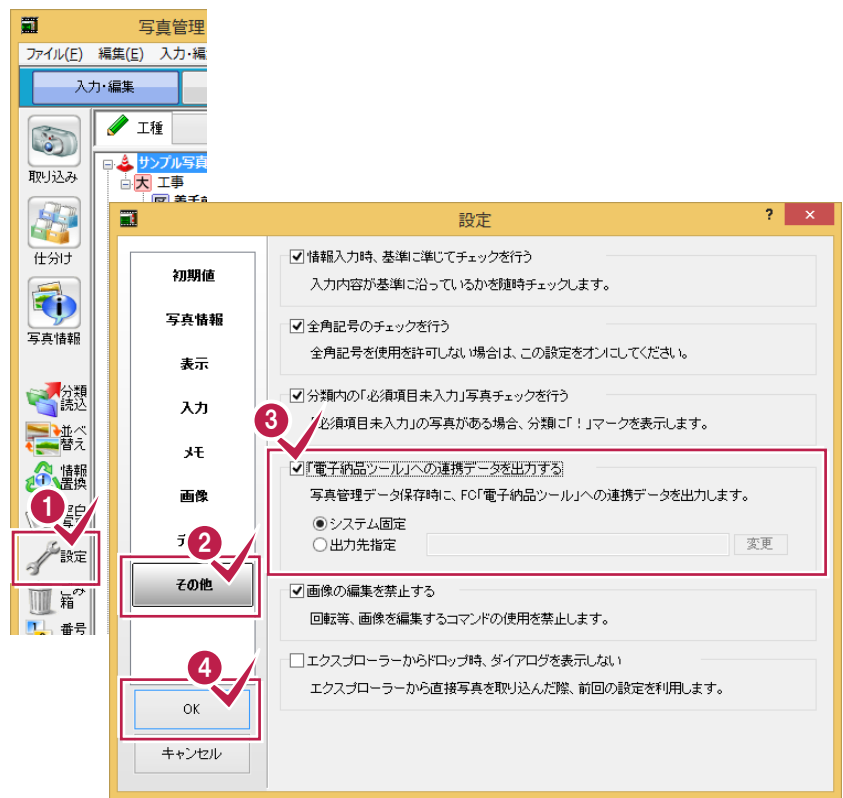 写真管理
ファイル(F) 編集(E) 入力・編
入力・編集
取り込み
仕分け
写真情報
分類
読込
並べ
替え
情報
置換
1
設定
箱
番号
工種
サンプル写真
大 工事
設定
? ×
初期値
写真情報
表示
入力
メモ
画像
2
その他
4
OK
キャンセル
情報入力時、基準に準じてチェックを行う
入力内容が基準に沿っているかを随時チェックします。
全角記号のチェックを行う
全角記号を使用を許可しない場合は、この設定をオンにしてください。
分類内の「必須項目未入力」写真チェックを行う
3
「必須項目未入力」の写真がある場合、分類に「！」マークを表示します。
「電子納品ツール」への連携データを出力する
写真管理データ保存時に、FC「電子納品ツール」への連携データを出力します。
システム固定
出力先指定 変更
画像の編集を禁止する
回転等、画像を編集するコマンドの使用を禁止します。
エクスプローラーからドロップ時、ダイアログを表示しない
エクスプローラーから直接写真を取り込んだ際、前回の設定を利用します。